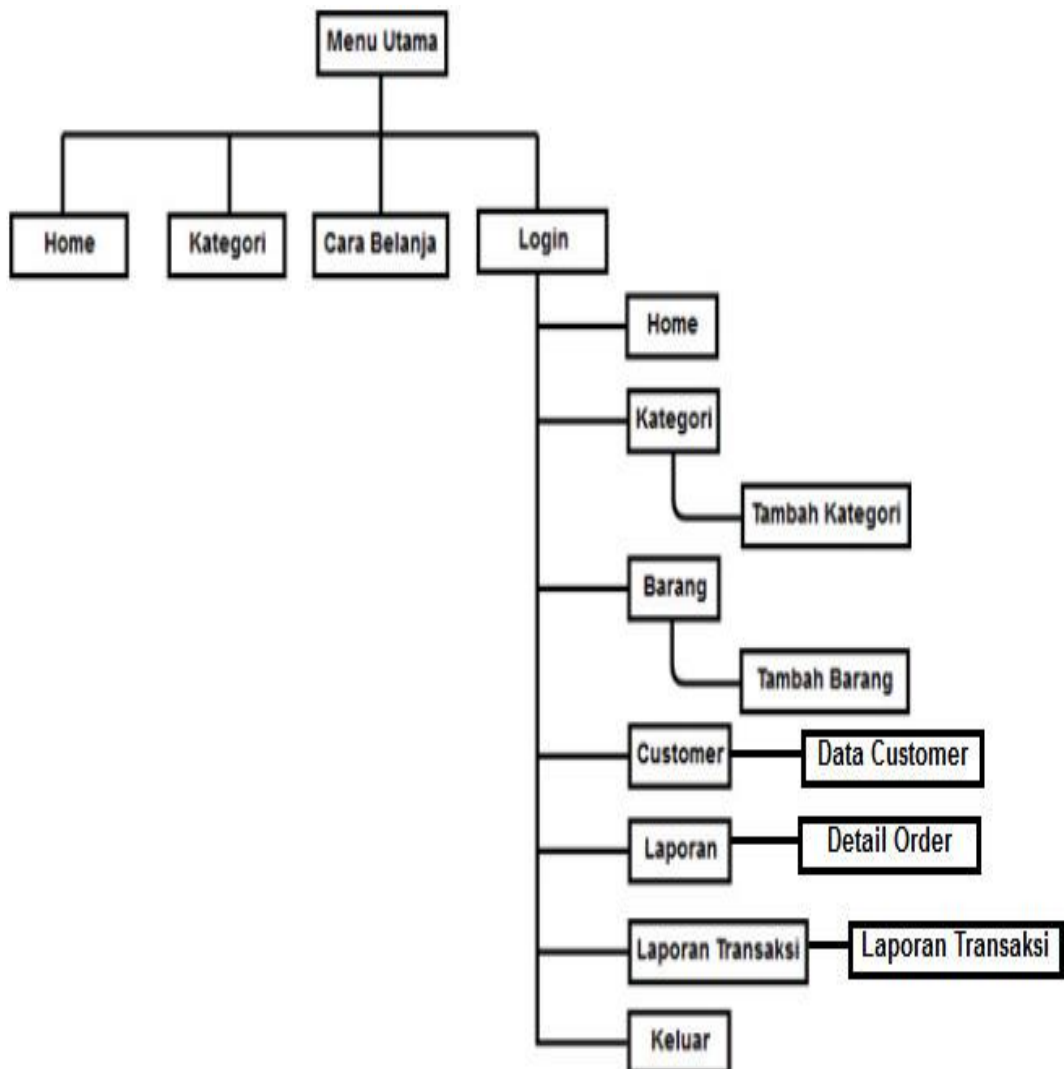 Menu Utama
Home
Kategori
Cara Belanja
Login
Home
Kategori
Tambah Kategori
Barang
Tambah Barang
Customer
Data Customer
Laporan
Detail Order
Laporan Transaksi
Laporan Transaksi
Keluar